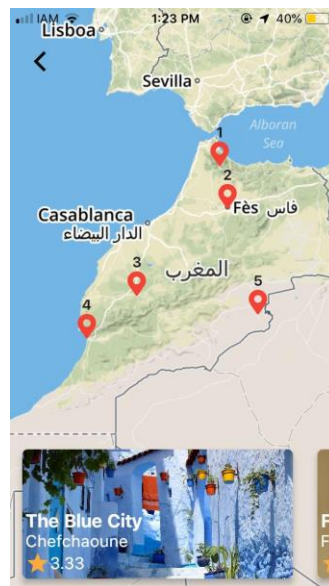 IAM 1:23 PM 40%
Lisboa
Sevilla
Alboran
Sea
1
2
Fès فاس
Casablanca
الدار البيضاء
المغرب
3
5
4
The Blue City
Chefchaoune
3.33
F
F